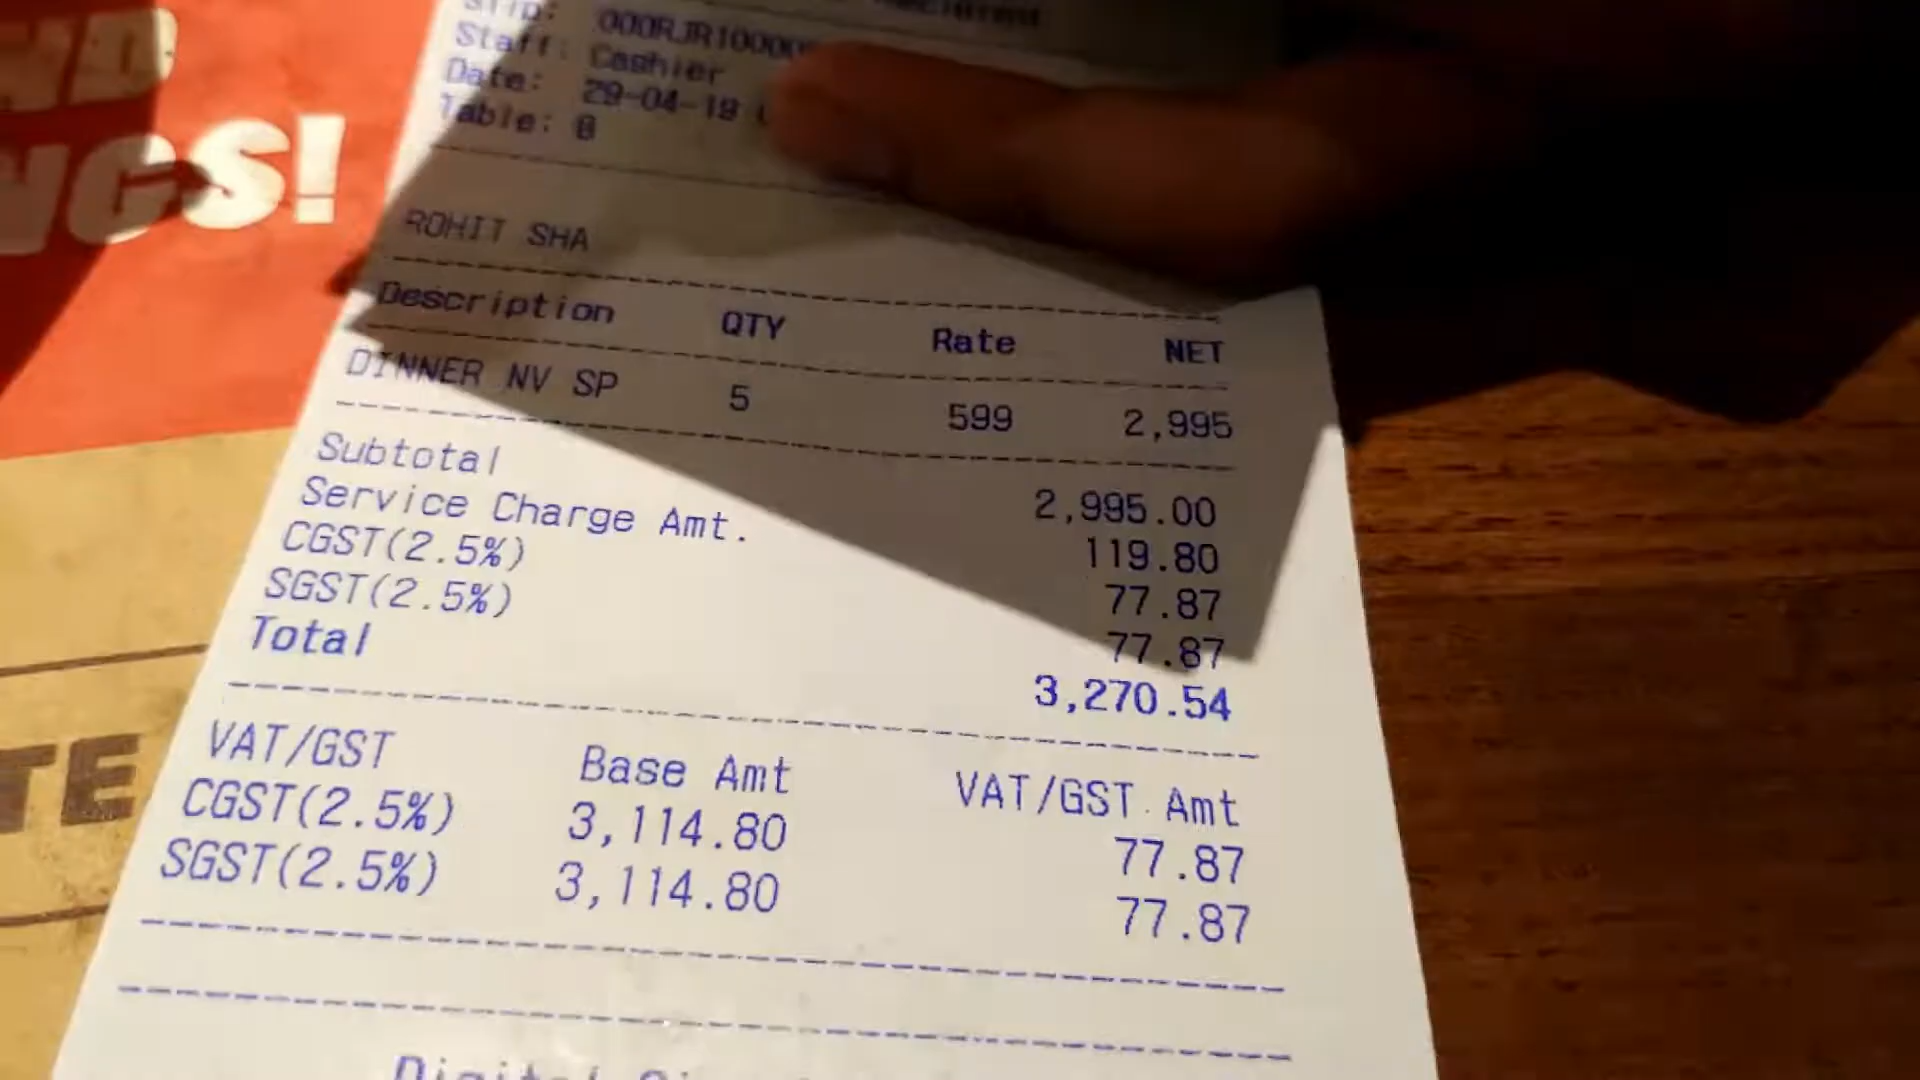 Slip: 000RJR10000
Staff: Cashier
Date: 29-04-18
Table: 8
ROHIT SHA
Description QTY Rate NET
DINNER NV SP 5 599 2,995
Subtotal 2,995.00
Service Charge Amt. 119.80
CGST(2.5%) 77.87
SGST(2.5%) 77.87
Total 3,270.54
VAT/GST Base Amt VAT/GST Amt
CGST(2.5%) 3,114.80 77.87
SGST(2.5%) 3,114.80 77.87
Digital